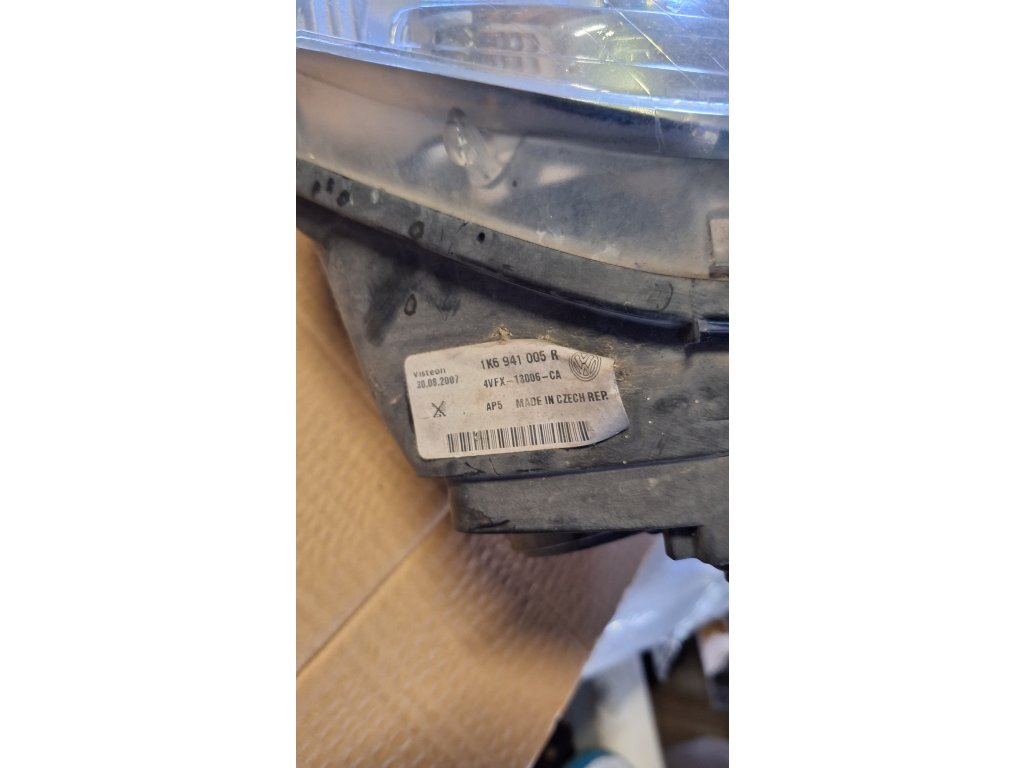 Visteon
30.08.2007
1K6 941 005 R
4VFX-13006-CA
AP5 MADE IN CZECH REP.